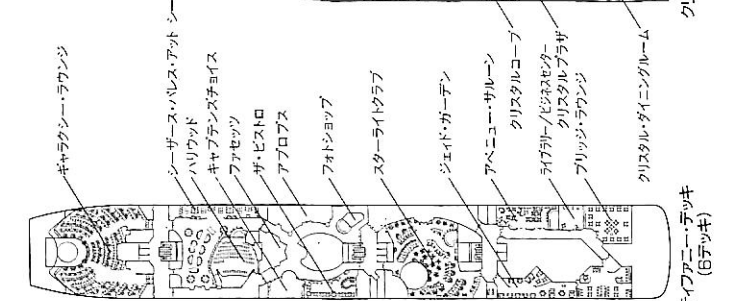 ギャラクシー・ラウンジ
シーザース・パレス・アット・シー
ハリウッド
キャプテンズチョイス
ファセッツ
ザ・ビストロ
アプロプス
フォトショップ
スターライトクラブ
ジェイド・ガーデン
アベニュー・サルーン
クリスタルコーブ
ライブラリー/ビジネスセンター
クリスタルプラザ
ブリッジ・ラウンジ
クリスタル・ダイニングルーム
ィファニー・デッキ
(8デッキ)